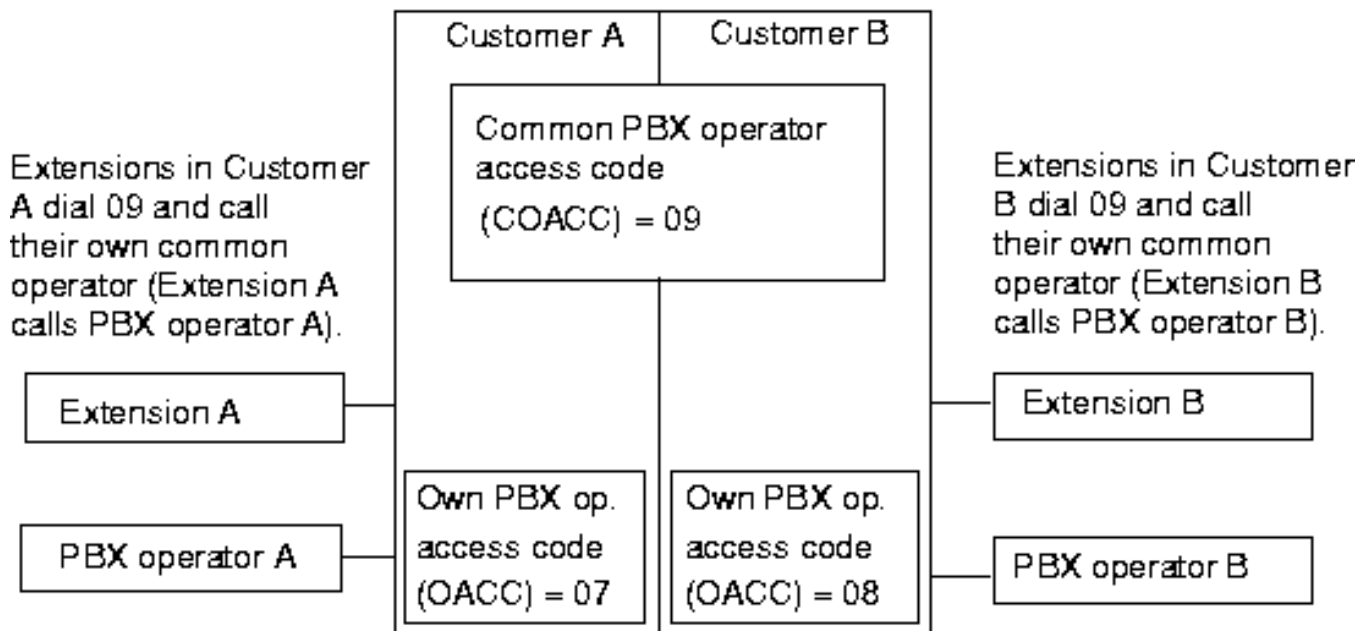 Customer A
Customer B
Common PBX operator
access code
(COACC) = 09
Extensions in Customer
A dial 09 and call
their own common
operator (Extension A
calls PBX operator A).
Extensions in Customer
B dial 09 and call
their own common
operator (Extension B
calls PBX operator B).
Extension A
Extension B
Own PBX op.
access code
(OACC) = 07
Own PBX op.
access code
(OACC) = 08
PBX operator A
PBX operator B